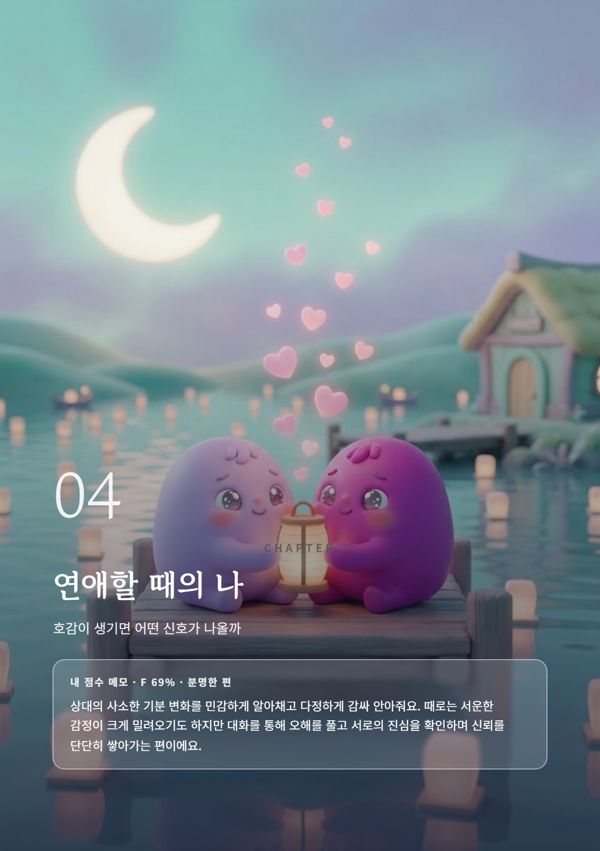 04
CHAPTER
연애할 때의 나
호감이 생기면 어떤 신호가 나올까
내 점수 메모 · F 69% · 분명한 편
상대의 사소한 기분 변화를 민감하게 알아채고 다정하게 감싸 안아줘요. 때로는 서운한
감정이 크게 밀려오기도 하지만 대화를 통해 오해를 풀고 서로의 진심을 확인하며 신뢰를
단단히 쌓아가는 편이에요.